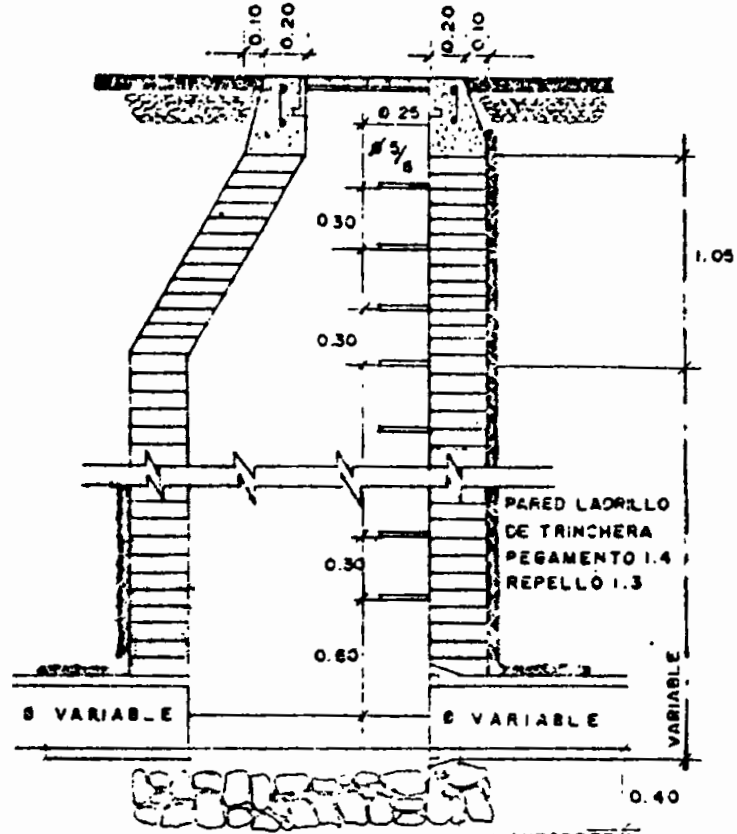 0.10
0.20
0.20
0.10
0.25
Ø 5/8
0.30
1.05
0.30
PARED LADRILLO
DE TRINCHERA
PEGAMENTO 1.4
REPELLO 1.3
0.30
0.60
Ø VARIABLE
Ø VARIABLE
VARIABLE
0.40